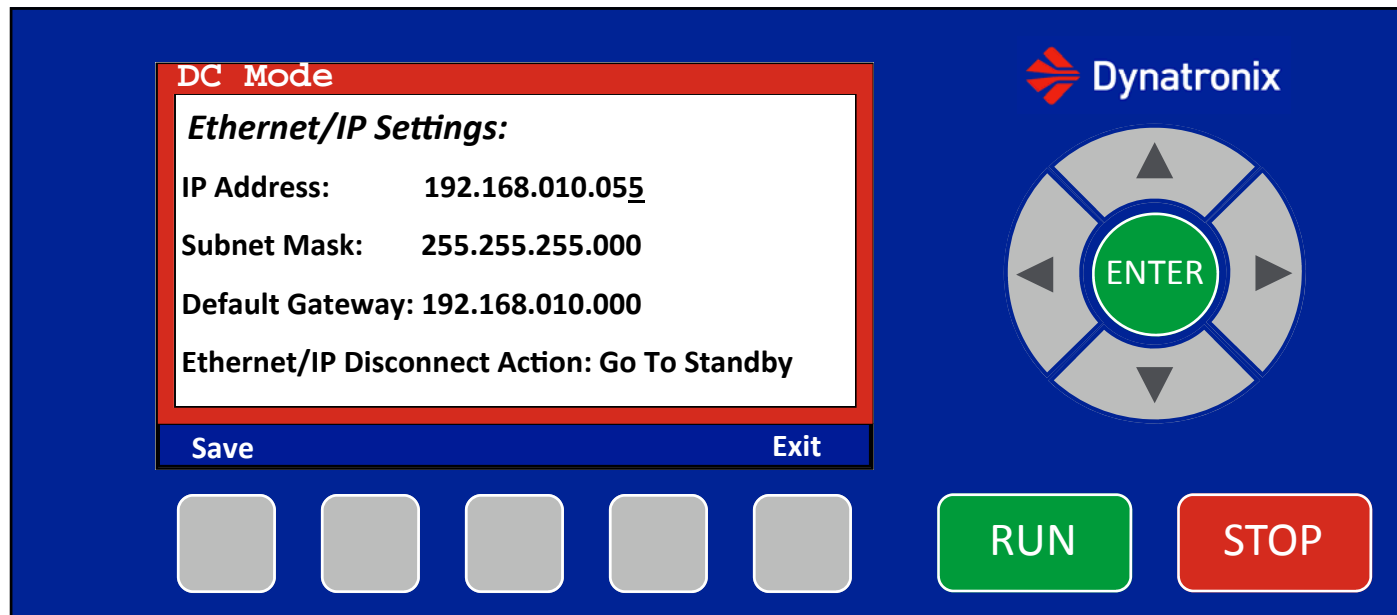 DC Mode
Dynatronix
Ethernet/IP Settings:
IP Address: 192.168.010.055
Subnet Mask: 255.255.255.000
Default Gateway: 192.168.010.000
Ethernet/IP Disconnect Action: Go To Standby
ENTER
Save Exit
RUN STOP